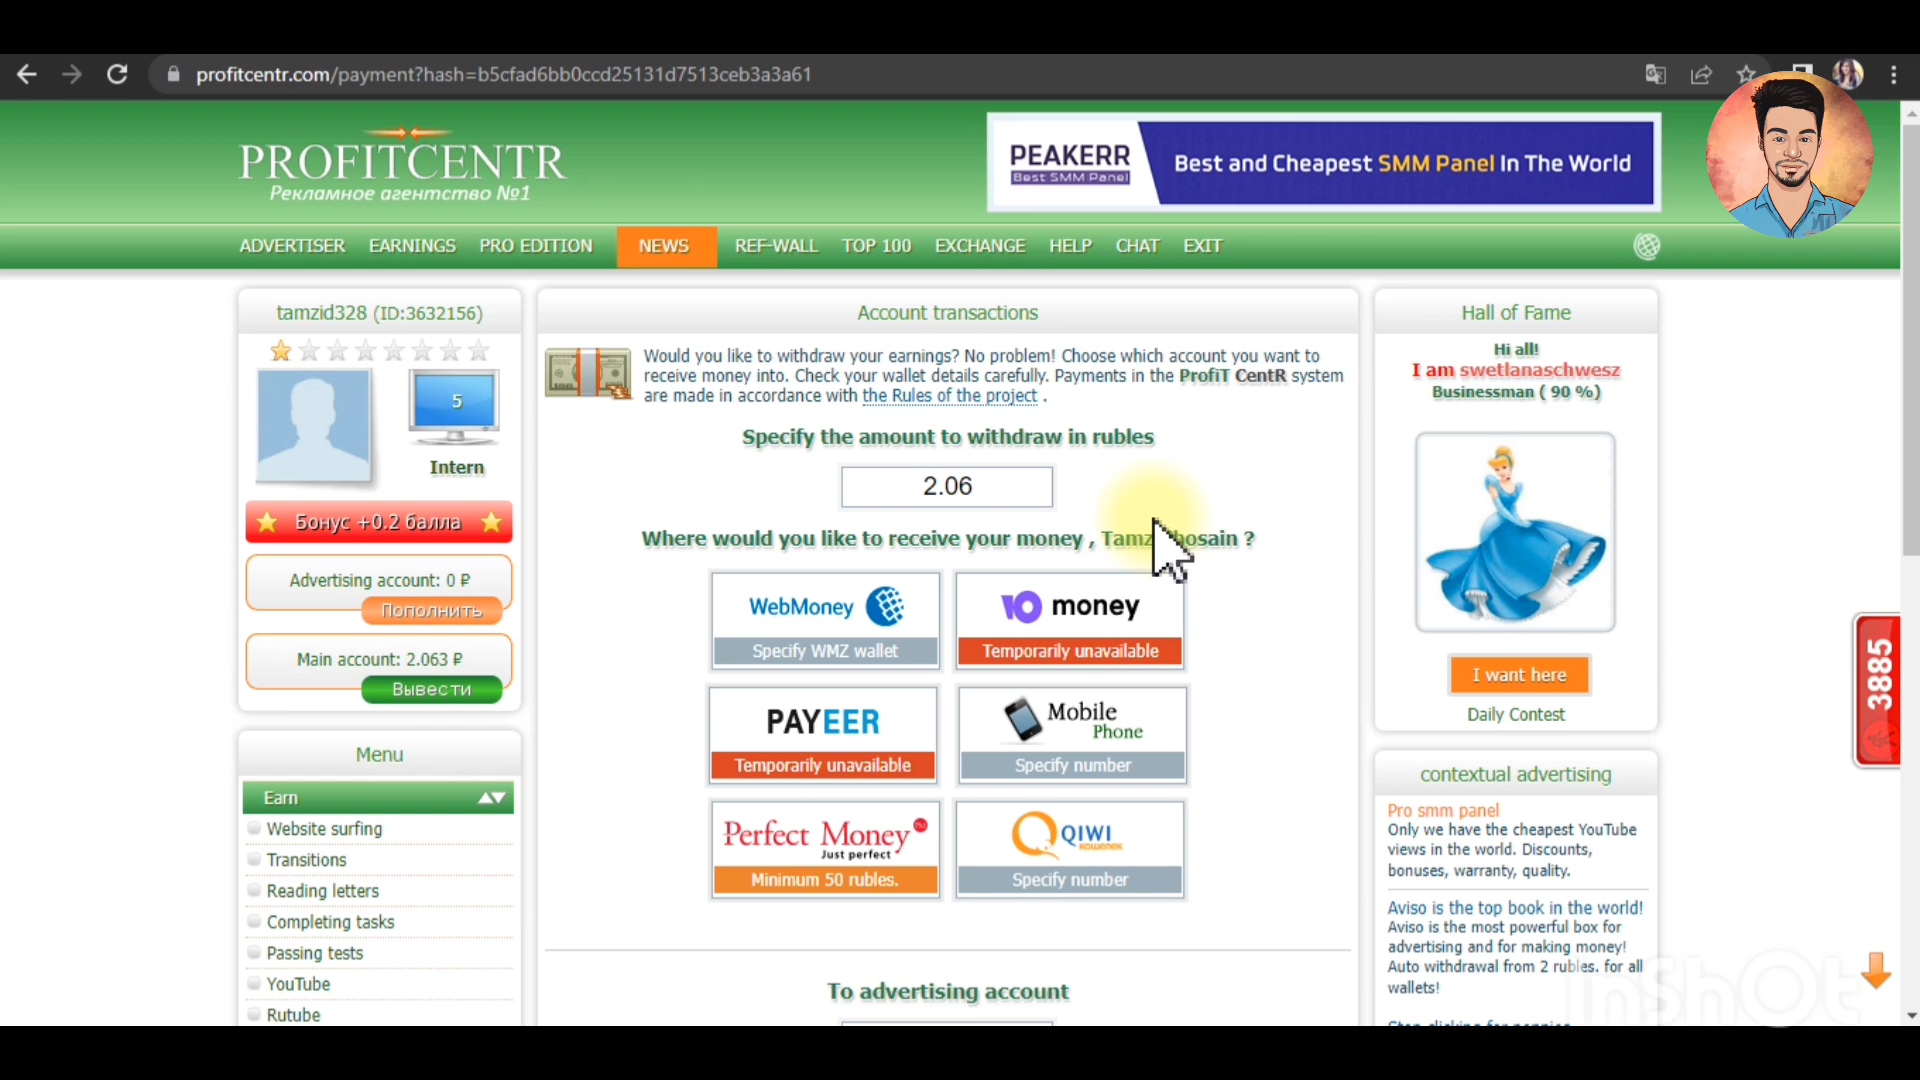 profitcentr.com/payment?hash=b5cfad6bb0ccd25131d7513ceb3a3a61
PROFITCENTR
Рекламное агентство №1
PEAKERR
Best SMM Panel
Best and Cheapest SMM Panel In The World
ADVERTISER EARNINGS PRO EDITION NEWS REF-WALL TOP 100 EXCHANGE HELP CHAT EXIT
tamzid328 (ID:3632156)
5
Intern
Бонус +0.2 балла
Advertising account: 0 ₽
Пополнить
Main account: 2.063 ₽
Вывести
Menu
Earn
Website surfing
Transitions
Reading letters
Completing tasks
Passing tests
YouTube
Rutube
Account transactions
Would you like to withdraw your earnings? No problem! Choose which account you want to
receive money into. Check your wallet details carefully. Payments in the ProfiT CentR system
are made in accordance with the Rules of the project .
Specify the amount to withdraw in rubles
2.06
Where would you like to receive your money , ?
WebMoney
Specify WMZ wallet
Ю money
Temporarily unavailable
PAYEER
Temporarily unavailable
Mobile
Phone
Specify number
Perfect Money
Just perfect
Minimum 50 rubles.
QIWI
кошелек
Specify number
To advertising account
Hall of Fame
Hi all!
I am swetlanaschwesz
Businessman ( 90 %)
I want here
Daily Contest
contextual advertising
Pro smm panel
Only we have the cheapest YouTube
views in the world. Discounts,
bonuses, warranty, quality.
Aviso is the top book in the world!
Aviso is the most powerful box for
advertising and for making money!
Auto withdrawal from 2 rubles. for all
wallets!
3885
InShOt